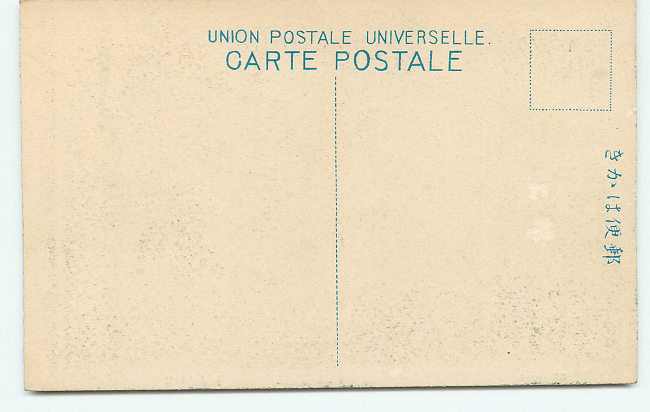 UNION POSTALE UNIVERSELLE.
CARTE POSTALE
きかは便郵